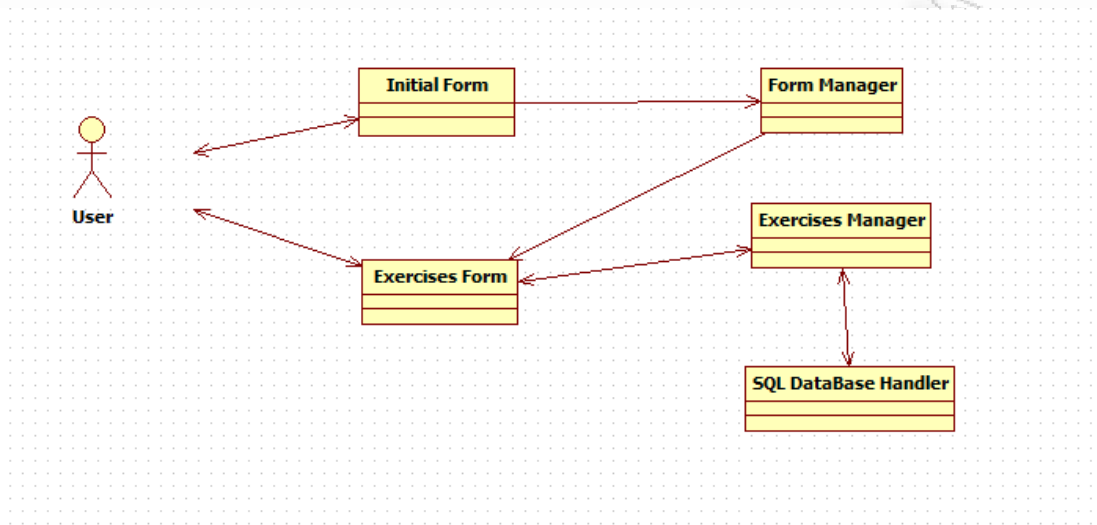 Initial Form
Form Manager
User
Exercises Manager
Exercises Form
SQL DataBase Handler